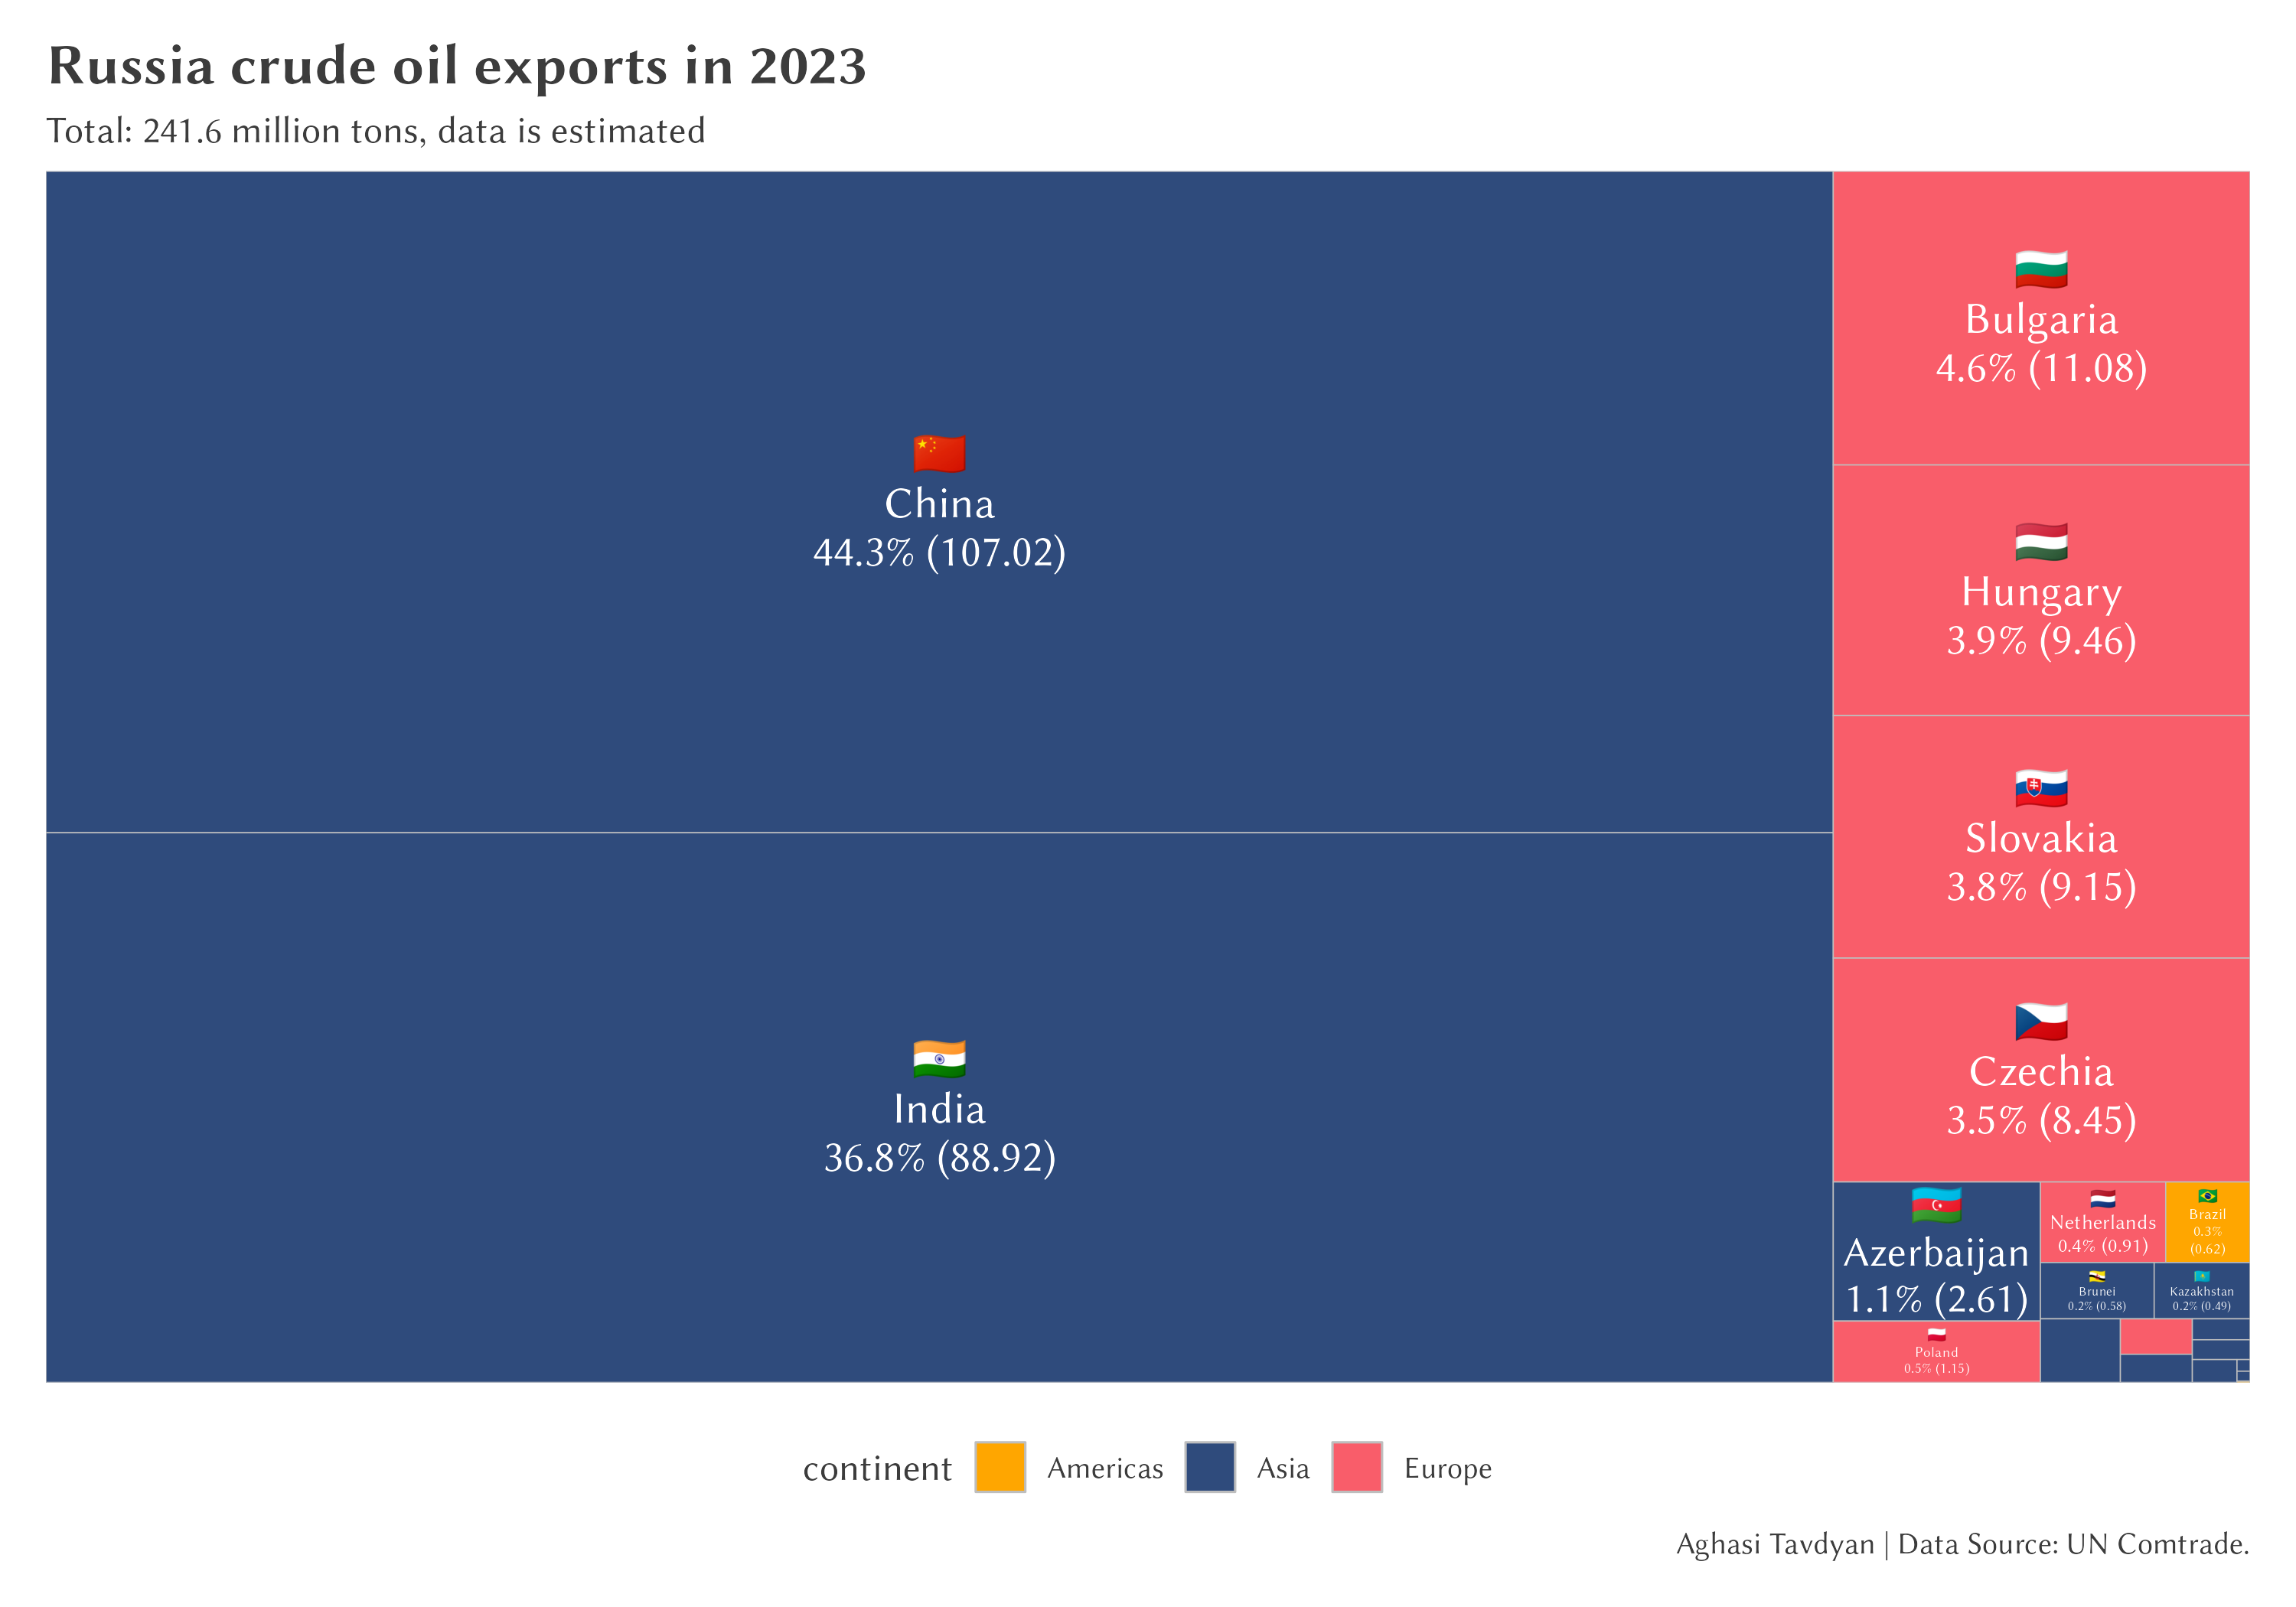 Russia crude oil exports in 2023
Total: 241.6 million tons, data is estimated
China
44.3% (107.02)
India
36.8% (88.92)
Bulgaria
4.6% (11.08)
Hungary
3.9% (9.46)
Slovakia
3.8% (9.15)
Czechia
3.5% (8.45)
Azerbaijan
1.1% (2.61)
Poland
0.5% (1.15)
Netherlands
0.4% (0.91)
Brazil
0.3%
(0.62)
Brunei
0.2% (0.58)
Kazakhstan
0.2% (0.49)
continent
Americas
Asia
Europe
Aghasi Tavdyan | Data Source: UN Comtrade.